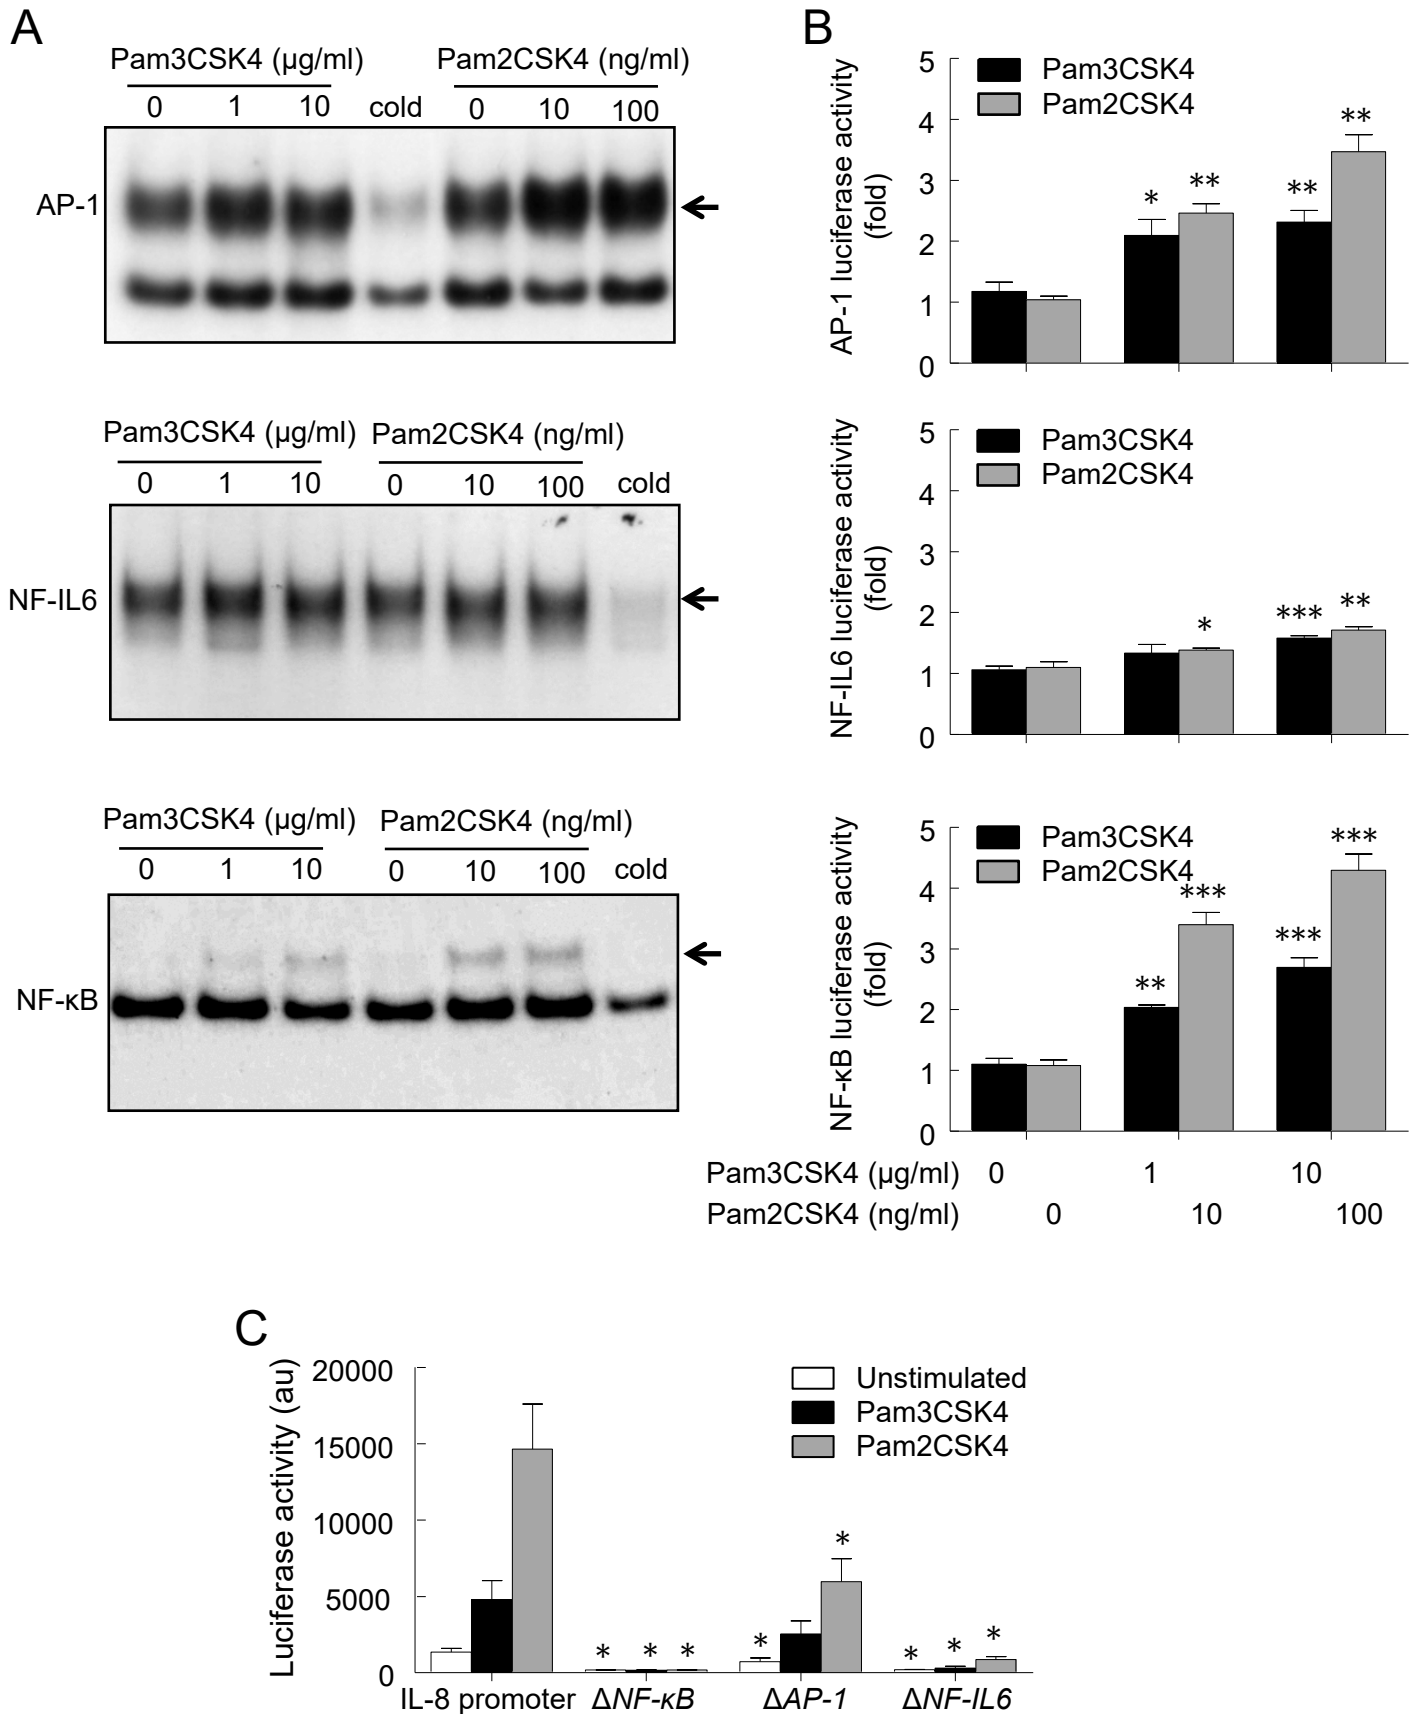 A
Pam3CSK4 (µg/ml) Pam2CSK4 (ng/ml)
0 1 10 cold 0 10 100
AP-1
Pam3CSK4 (µg/ml) Pam2CSK4 (ng/ml)
0 1 10 0 10 100 cold
NF-IL6
Pam3CSK4 (µg/ml) Pam2CSK4 (ng/ml)
0 1 10 0 10 100 cold
NF-κB
B
AP-1 luciferase activity
(fold)
5
4
3
2
1
0
Pam3CSK4
Pam2CSK4
* ** ** **
NF-IL6 luciferase activity
(fold)
5
4
3
2
1
0
Pam3CSK4
Pam2CSK4
* *** **
NF-κB luciferase activity
(fold)
5
4
3
2
1
0
Pam3CSK4
Pam2CSK4
** *** *** ***
Pam3CSK4 (µg/ml) 0 1 10
Pam2CSK4 (ng/ml) 0 10 100
C
Luciferase activity (au)
20000
15000
10000
5000
0
Unstimulated
Pam3CSK4
Pam2CSK4
* * * * * * * *
IL-8 promoter ΔNF-κB ΔAP-1 ΔNF-IL6